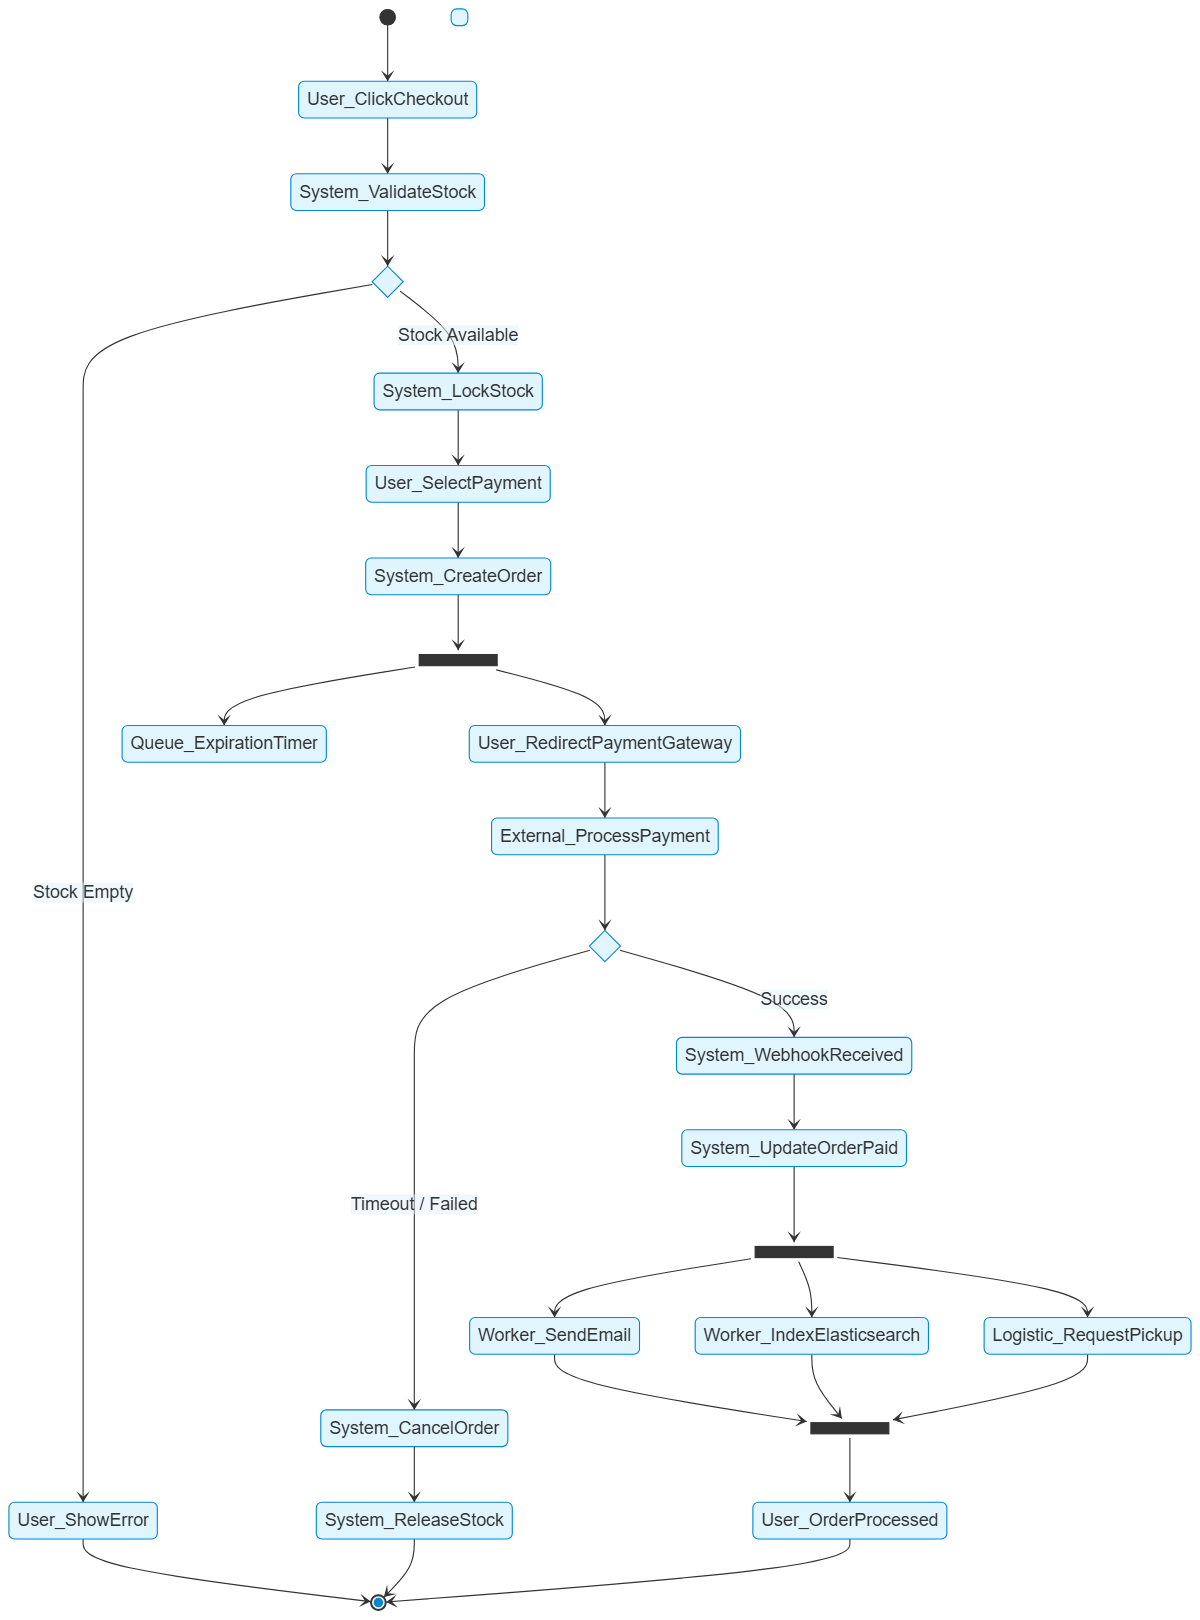 User_ClickCheckout
System_ValidateStock
Stock Available
System_LockStock
User_SelectPayment
System_CreateOrder
Queue_ExpirationTimer
User_RedirectPaymentGateway
External_ProcessPayment
Stock Empty
Success
System_WebhookReceived
System_UpdateOrderPaid
Timeout / Failed
Worker_SendEmail
Worker_IndexElasticsearch
Logistic_RequestPickup
System_CancelOrder
User_ShowError
System_ReleaseStock
User_OrderProcessed